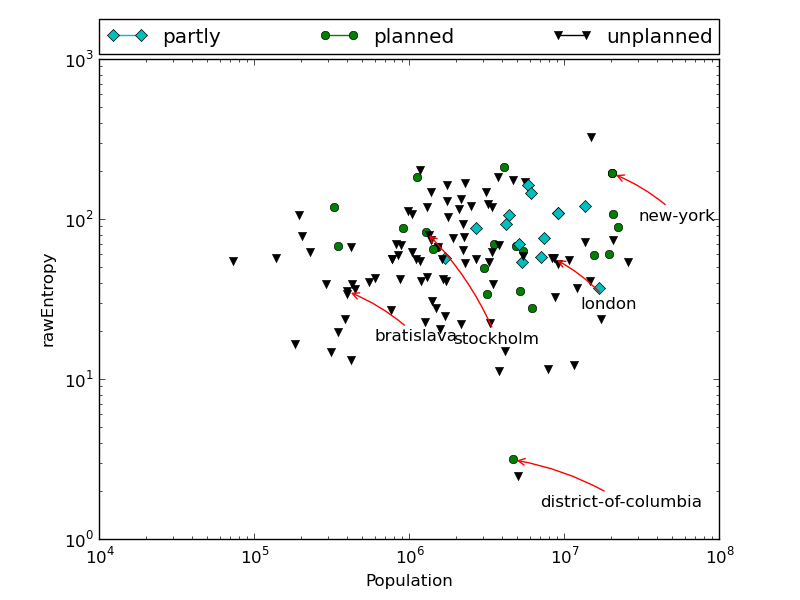 partly planned unplanned
10³
new-york
10²
rawEntropy
london
bratislava stockholm
10¹
district-of-columbia
10⁰
10⁴ 10⁵ 10⁶ 10⁷ 10⁸
Population